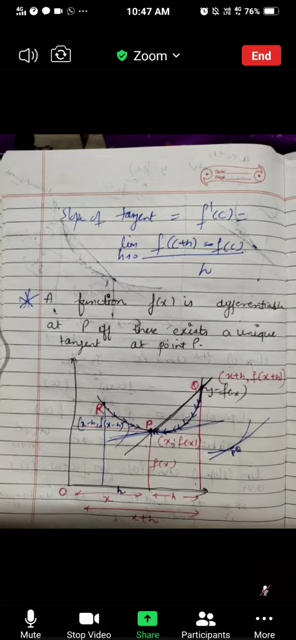 10:47 AM
76%
Zoom
End
Slope of tangent = f'(c) =
lim f(c+h) - f(c)
h→0 h
* A function f(x) is differentiable
at P iff there exists a unique
tangent at point P.
Q (x+h, f(x+h))
y=f(x)
R
P
(x-h, f(x-h))
(x, f(x))
f(x)
O x h h
x+h
Mute Stop Video Share Participants More